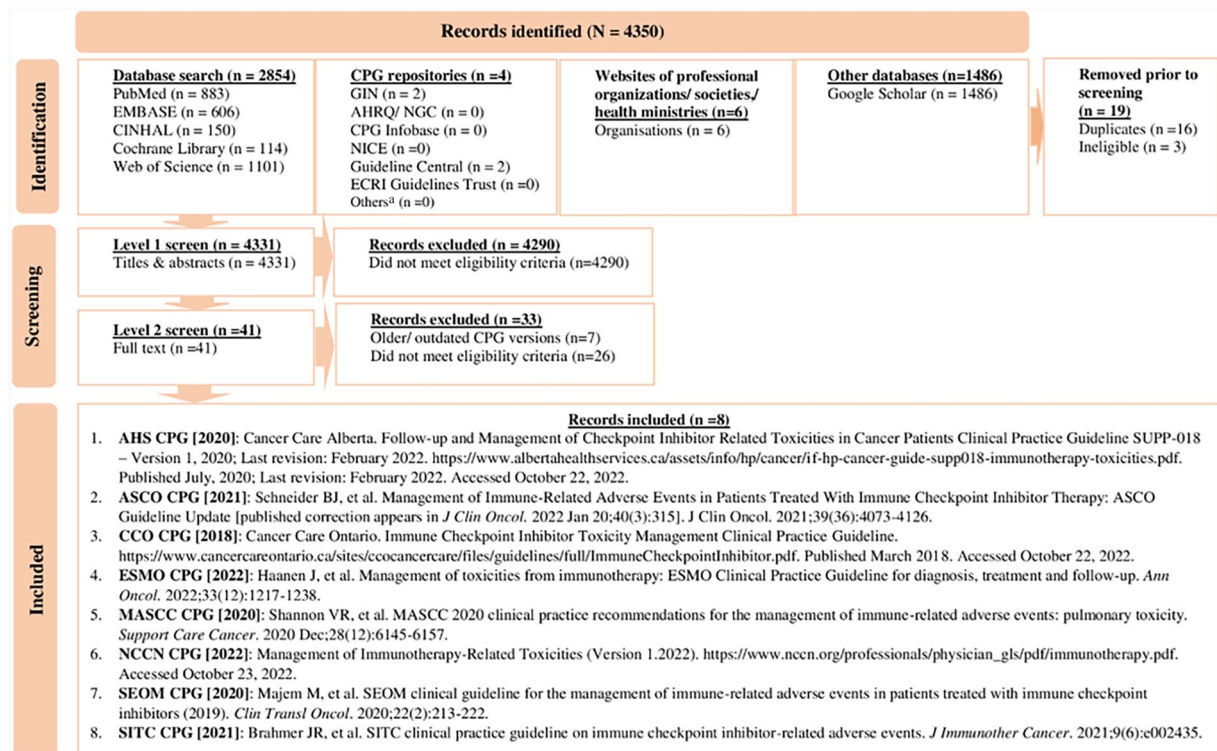 Records identified (N = 4350)
Identification
Database search (n = 2854)
PubMed (n = 883)
EMBASE (n = 606)
CINHAL (n = 150)
Cochrane Library (n = 114)
Web of Science (n = 1101)
CPG repositories (n =4)
GIN (n = 2)
AHRQ/ NGC (n = 0)
CPG Infobase (n = 0)
NICE (n =0)
Guideline Central (n = 2)
ECRI Guidelines Trust (n =0)
Othersᵃ (n =0)
Websites of professional
organizations/ societies,/
health ministries (n=6)
Organisations (n = 6)
Other databases (n=1486)
Google Scholar (n = 1486)
Removed prior to
screening
(n = 19)
Duplicates (n =16)
Ineligible (n = 3)
Screening
Level 1 screen (n = 4331)
Titles & abstracts (n = 4331)
Records excluded (n = 4290)
Did not meet eligibility criteria (n=4290)
Level 2 screen (n =41)
Full text (n =41)
Records excluded (n =33)
Older/ outdated CPG versions (n=7)
Did not meet eligibility criteria (n=26)
Included
Records included (n =8)
1. AHS CPG [2020]: Cancer Care Alberta. Follow-up and Management of Checkpoint Inhibitor Related Toxicities in Cancer Patients Clinical Practice Guideline SUPP-018
– Version 1, 2020; Last revision: February 2022. https://www.albertahealthservices.ca/assets/info/hp/cancer/if-hp-cancer-guide-supp018-immunotherapy-toxicities.pdf.
Published July, 2020; Last revision: February 2022. Accessed October 22, 2022.
2. ASCO CPG [2021]: Schneider BJ, et al. Management of Immune-Related Adverse Events in Patients Treated With Immune Checkpoint Inhibitor Therapy: ASCO
Guideline Update [published correction appears in J Clin Oncol. 2022 Jan 20;40(3):315]. J Clin Oncol. 2021;39(36):4073-4126.
3. CCO CPG [2018]: Cancer Care Ontario. Immune Checkpoint Inhibitor Toxicity Management Clinical Practice Guideline.
https://www.cancercareontario.ca/sites/ccocancercare/files/guidelines/full/ImmuneCheckpointInhibitor.pdf. Published March 2018. Accessed October 22, 2022.
4. ESMO CPG [2022]: Haanen J, et al. Management of toxicities from immunotherapy: ESMO Clinical Practice Guideline for diagnosis, treatment and follow-up. Ann
Oncol. 2022;33(12):1217-1238.
5. MASCC CPG [2020]: Shannon VR, et al. MASCC 2020 clinical practice recommendations for the management of immune-related adverse events: pulmonary toxicity.
Support Care Cancer. 2020 Dec;28(12):6145-6157.
6. NCCN CPG [2022]: Management of Immunotherapy-Related Toxicities (Version 1.2022). https://www.nccn.org/professionals/physician_gls/pdf/immunotherapy.pdf.
Accessed October 23, 2022.
7. SEOM CPG [2020]: Majem M, et al. SEOM clinical guideline for the management of immune-related adverse events in patients treated with immune checkpoint
inhibitors (2019). Clin Transl Oncol. 2020;22(2):213-222.
8. SITC CPG [2021]: Brahmer JR, et al. SITC clinical practice guideline on immune checkpoint inhibitor-related adverse events. J Immunother Cancer. 2021;9(6):e002435.